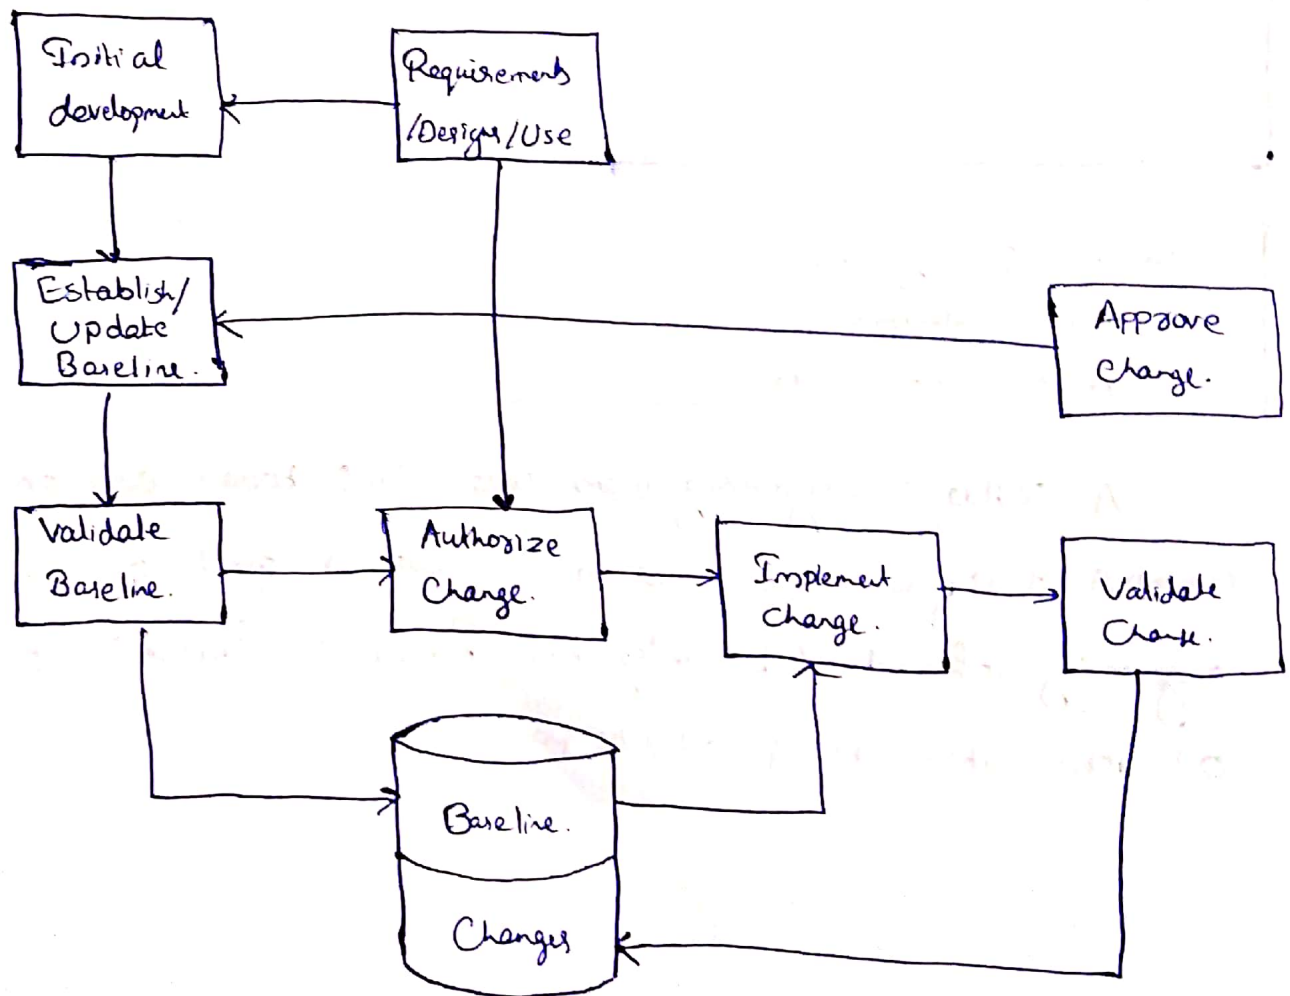 Initial
development
Requirements
/Designs/Use
Establish/
Update
Baseline.
Approve
Change.
Validate
Baseline.
Authorize
Change.
Implement
Change.
Validate
Change.
Baseline.
Changes